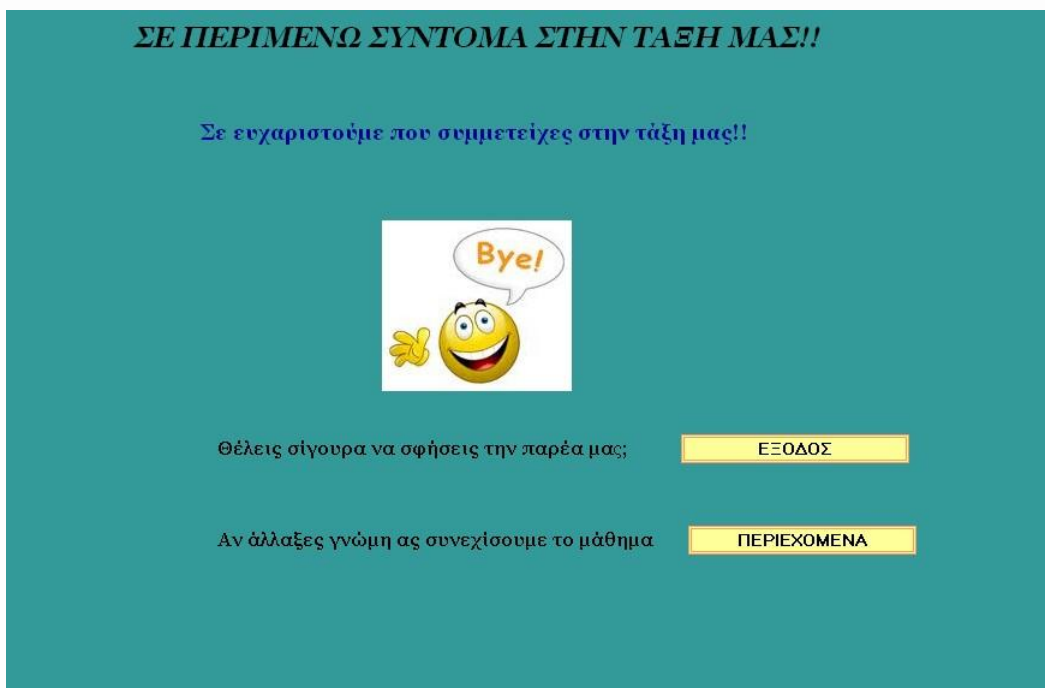 ΣΕ ΠΕΡΙΜΕΝΩ ΣΥΝΤΟΜΑ ΣΤΗΝ ΤΑΞΗ ΜΑΣ!!
Σε ευχαριστούμε που συμμετείχες στην τάξη μας!!
Bye!
Θέλεις σίγουρα να σφήσεις την παρέα μας; ΕΞΟΔΟΣ
Αν άλλαξες γνώμη ας συνεχίσουμε το μάθημα ΠΕΡΙΕΧΟΜΕΝΑ